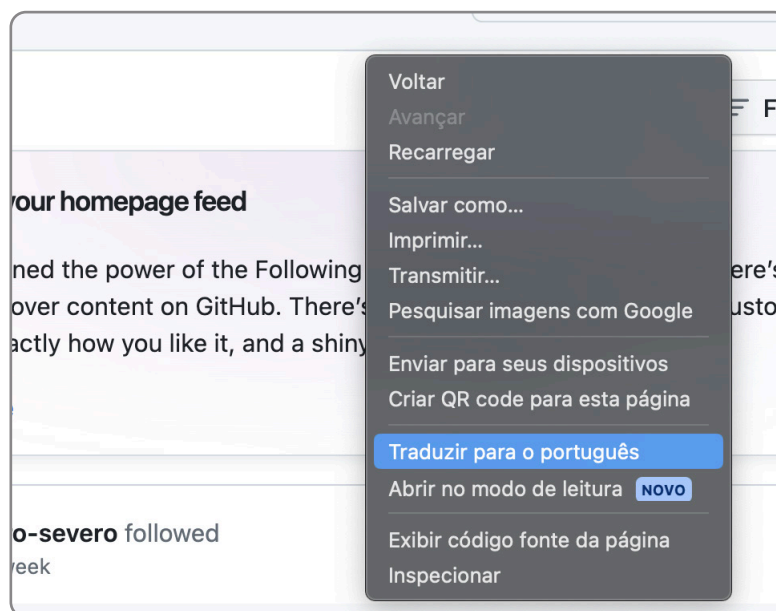 Voltar
Avançar
Recarregar
Salvar como...
Imprimir...
Transmitir...
Pesquisar imagens com Google
Enviar para seus dispositivos
Criar QR code para esta página
Traduzir para o português
Abrir no modo de leitura NOVO
Exibir código fonte da página
Inspecionar
F
your homepage feed
ned the power of the Following
ere's
over content on GitHub. There's
usto
actly how you like it, and a shiny
o-severo followed
eek